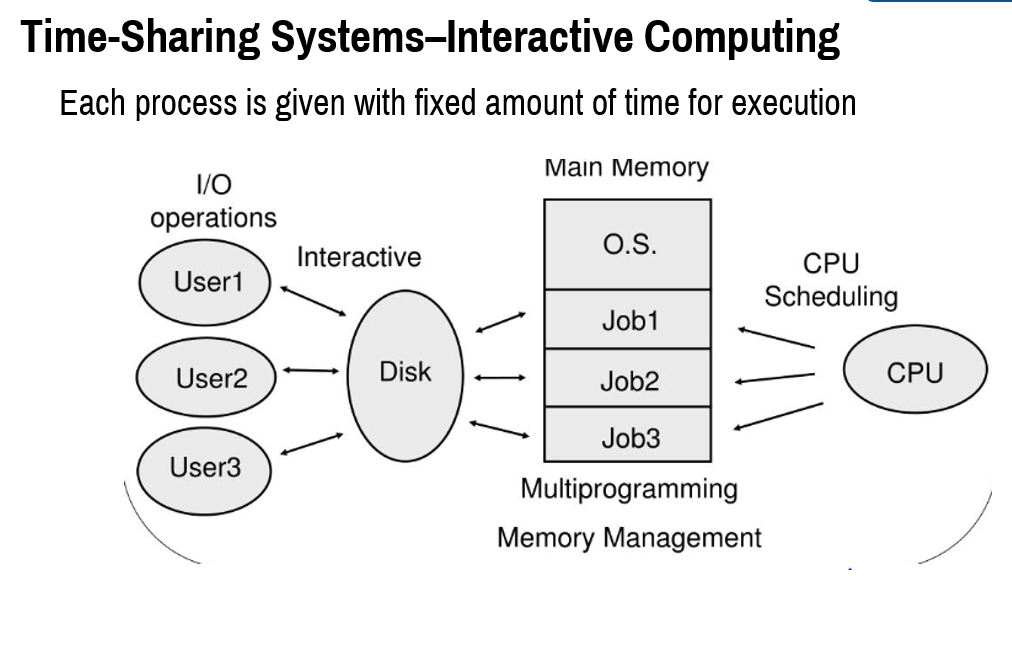 Time-Sharing Systems–Interactive Computing
Each process is given with fixed amount of time for execution
I/O
operations
User1
User2
User3
Interactive
Disk
Main Memory
O.S.
Job1
Job2
Job3
Multiprogramming
Memory Management
CPU
Scheduling
CPU